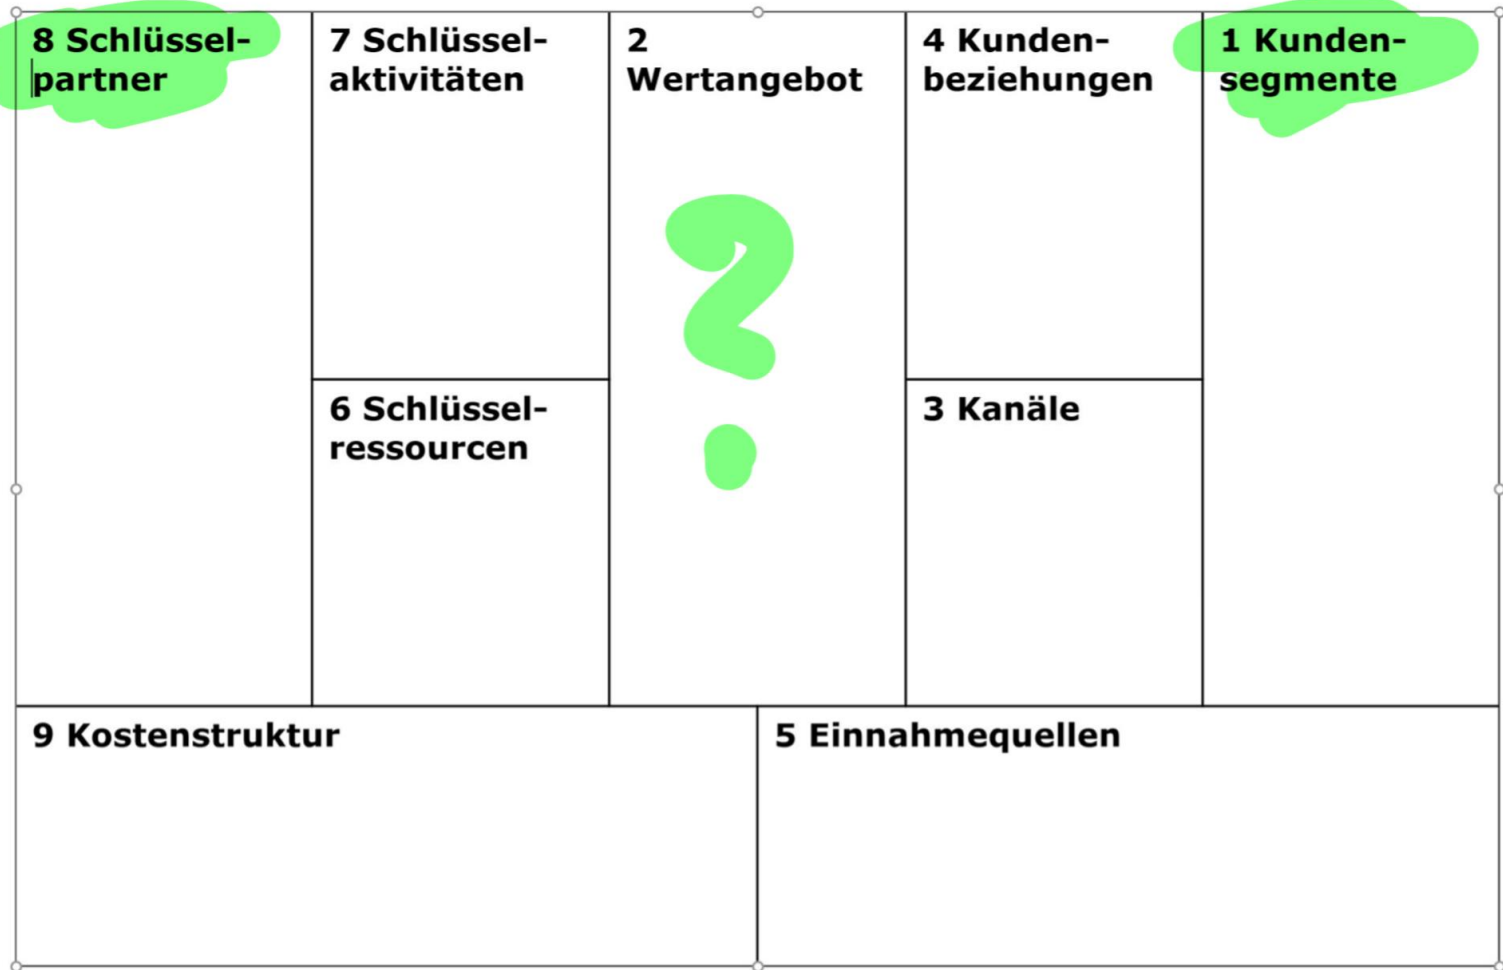 8 Schlüssel-
partner
7 Schlüssel-
aktivitäten
2
Wertangebot
4 Kunden-
beziehungen
1 Kunden-
segmente
?
6 Schlüssel-
ressourcen
3 Kanäle
9 Kostenstruktur
5 Einnahmequellen